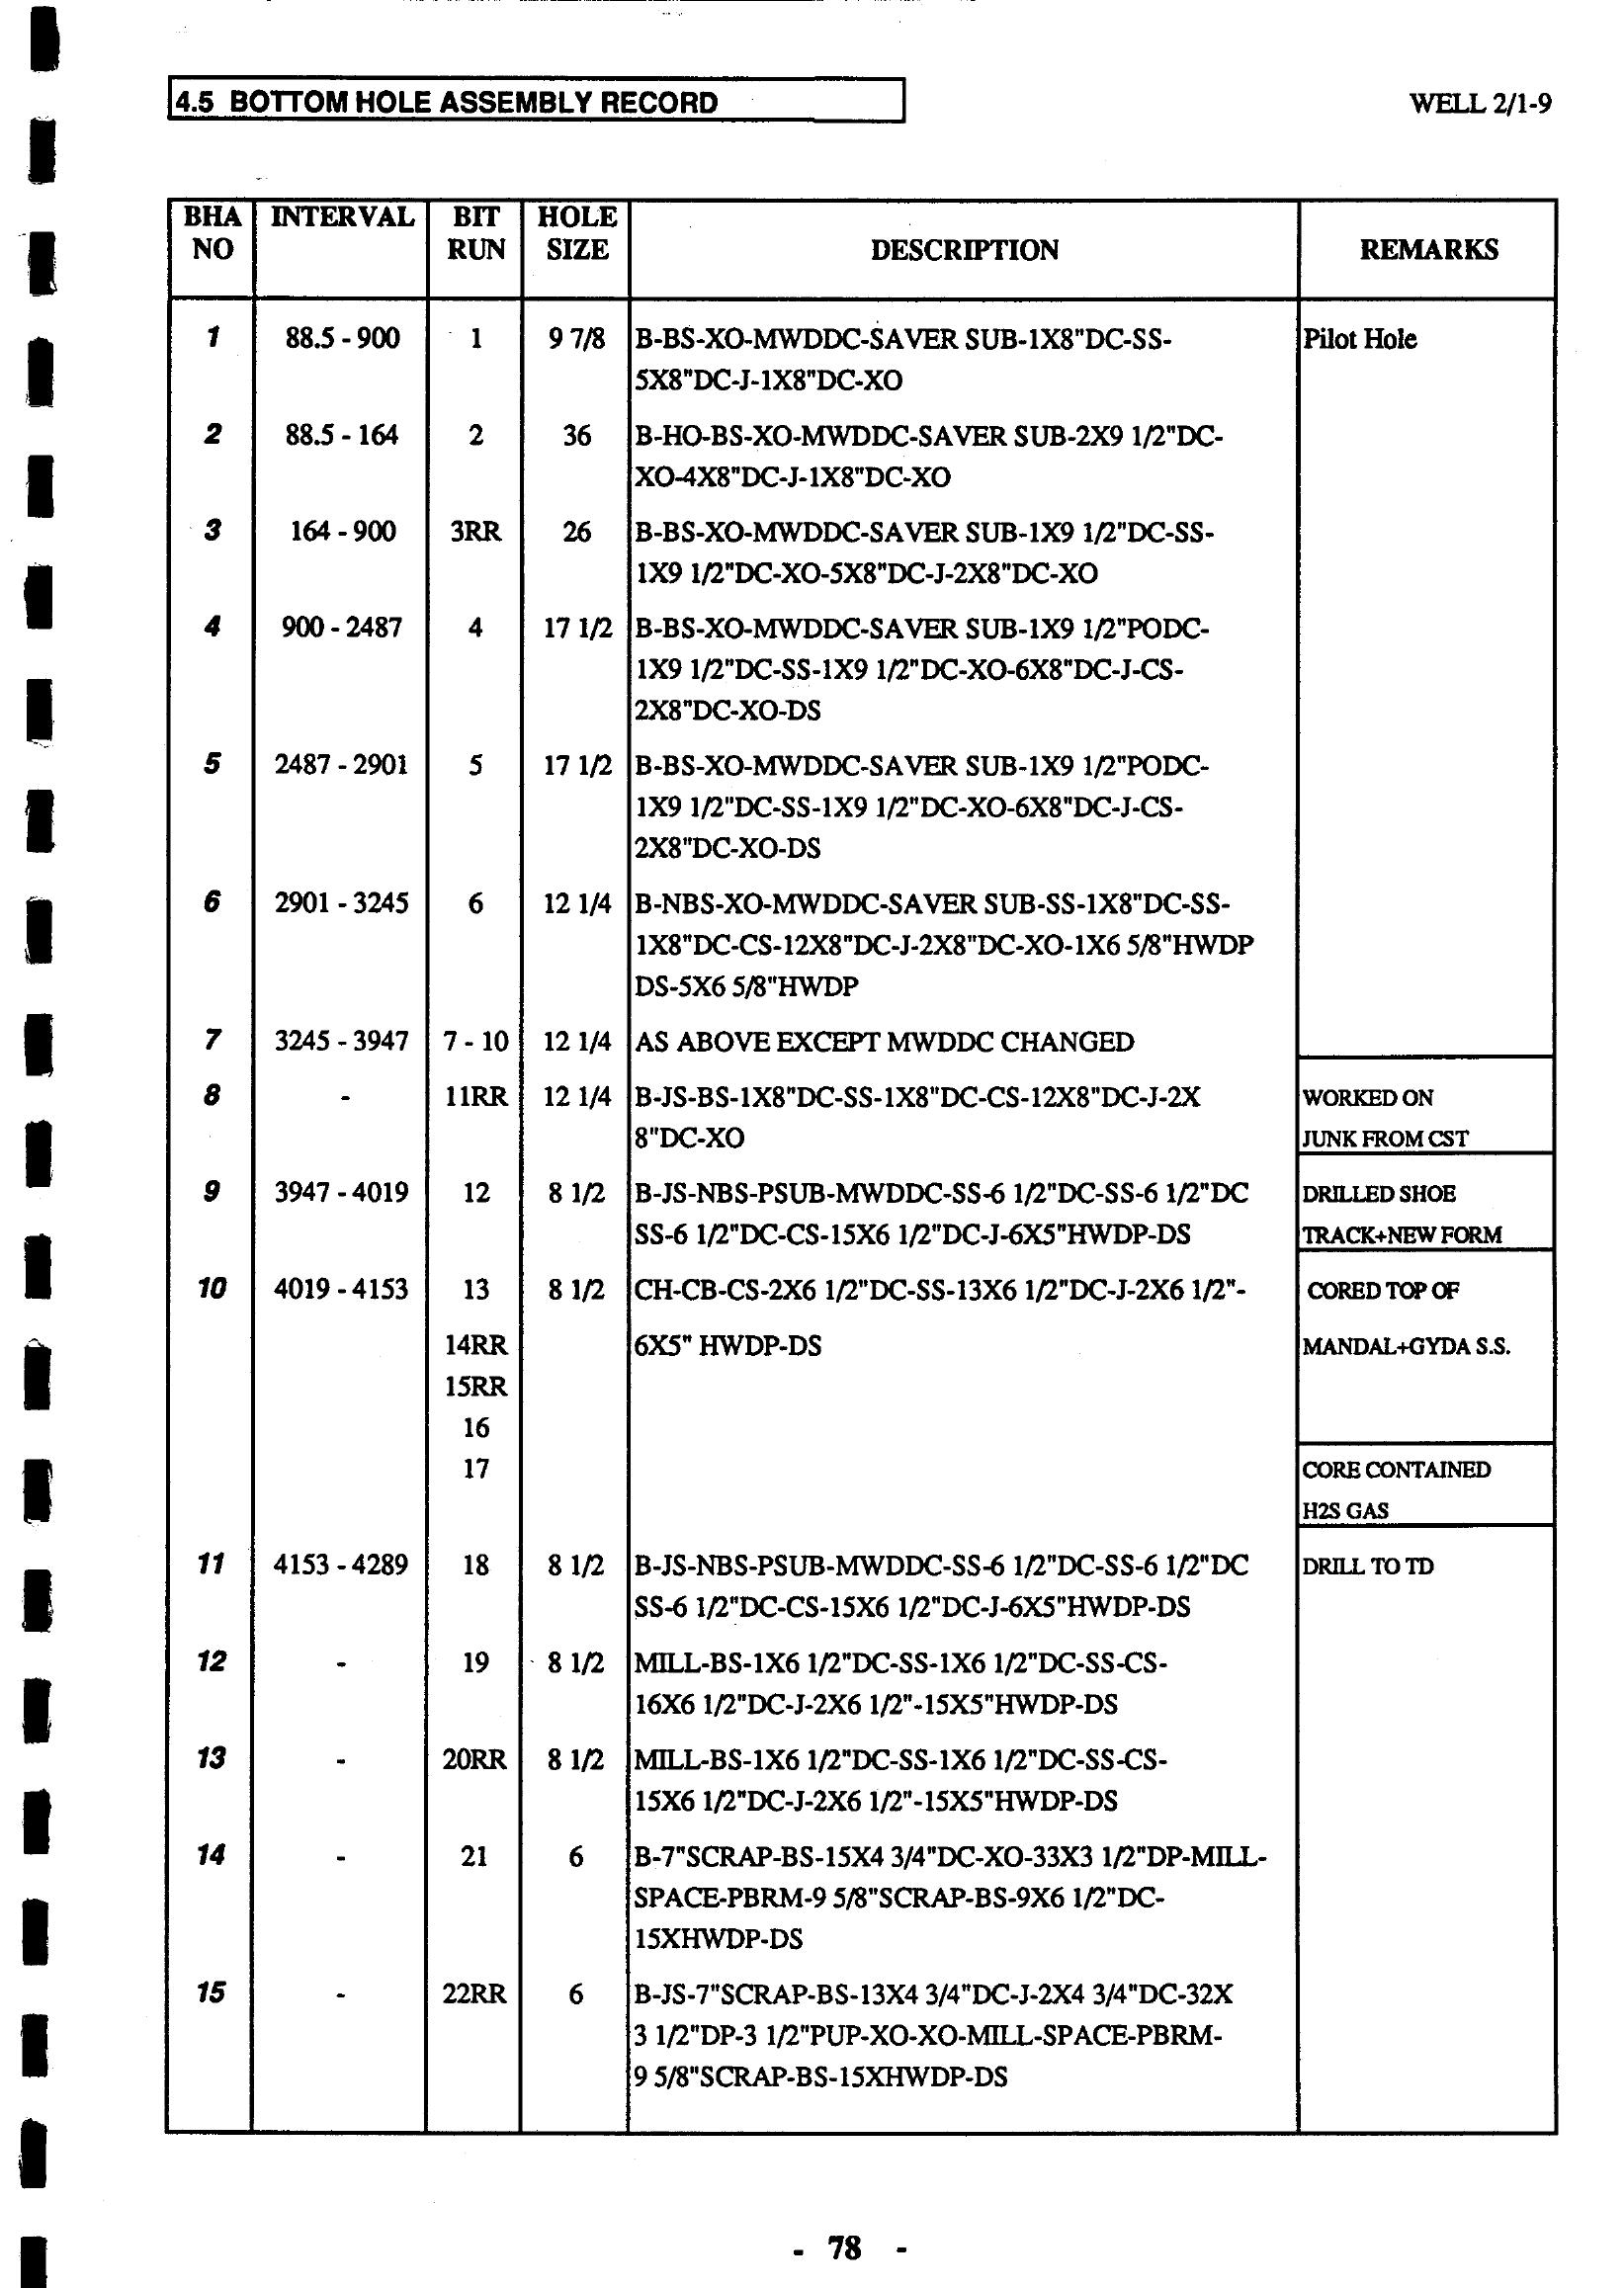 4.5 BOTTOM HOLE ASSEMBLY RECORD
WELL 2/1-9
BHA INTERVAL BIT HOLE
NO RUN SIZE DESCRIPTION REMARKS
1 88.5 - 900 1 9 7/8 B-BS-XO-MWDDC-SAVER SUB-1X8"DC-SS- Pilot Hole
5X8"DC-J-1X8"DC-XO
2 88.5 - 164 2 36 B-HO-BS-XO-MWDDC-SAVER SUB-2X9 1/2"DC-
XO-4X8"DC-J-1X8"DC-XO
3 164 - 900 3RR 26 B-BS-XO-MWDDC-SAVER SUB-1X9 1/2"DC-SS-
1X9 1/2"DC-XO-5X8"DC-J-2X8"DC-XO
4 900 - 2487 4 17 1/2 B-BS-XO-MWDDC-SAVER SUB-1X9 1/2"PODC-
1X9 1/2"DC-SS-1X9 1/2"DC-XO-6X8"DC-J-CS-
2X8"DC-XO-DS
5 2487 - 2901 5 17 1/2 B-BS-XO-MWDDC-SAVER SUB-1X9 1/2"PODC-
1X9 1/2"DC-SS-1X9 1/2"DC-XO-6X8"DC-J-CS-
2X8"DC-XO-DS
6 2901 - 3245 6 12 1/4 B-NBS-XO-MWDDC-SAVER SUB-SS-1X8"DC-SS-
1X8"DC-CS-12X8"DC-J-2X8"DC-XO-1X6 5/8"HWDP
DS-5X6 5/8"HWDP
7 3245 - 3947 7 - 10 12 1/4 AS ABOVE EXCEPT MWDDC CHANGED
8 - 11RR 12 1/4 B-JS-BS-1X8"DC-SS-1X8"DC-CS-12X8"DC-J-2X WORKED ON
8"DC-XO JUNK FROM CST
9 3947 - 4019 12 8 1/2 B-JS-NBS-PSUB-MWDDC-SS-6 1/2"DC-SS-6 1/2"DC DRILLED SHOE
SS-6 1/2"DC-CS-15X6 1/2"DC-J-6X5"HWDP-DS TRACK+NEW FORM
10 4019 - 4153 13 8 1/2 CH-CB-CS-2X6 1/2"DC-SS-13X6 1/2"DC-J-2X6 1/2"- CORED TOP OF
14RR 6X5" HWDP-DS MANDAL+GYDA S.S.
15RR
16
17 CORE CONTAINED
H2S GAS
11 4153 - 4289 18 8 1/2 B-JS-NBS-PSUB-MWDDC-SS-6 1/2"DC-SS-6 1/2"DC DRILL TO TD
SS-6 1/2"DC-CS-15X6 1/2"DC-J-6X5"HWDP-DS
12 - 19 8 1/2 MILL-BS-1X6 1/2"DC-SS-1X6 1/2"DC-SS-CS-
16X6 1/2"DC-J-2X6 1/2"-15X5"HWDP-DS
13 - 20RR 8 1/2 MILL-BS-1X6 1/2"DC-SS-1X6 1/2"DC-SS-CS-
15X6 1/2"DC-J-2X6 1/2"-15X5"HWDP-DS
14 - 21 6 B-7"SCRAP-BS-15X4 3/4"DC-XO-33X3 1/2"DP-MILL-
SPACE-PBRM-9 5/8"SCRAP-BS-9X6 1/2"DC-
15XHWDP-DS
15 - 22RR 6 B-JS-7"SCRAP-BS-13X4 3/4"DC-J-2X4 3/4"DC-32X
3 1/2"DP-3 1/2"PUP-XO-XO-MILL-SPACE-PBRM-
9 5/8"SCRAP-BS-15XHWDP-DS
- 78 -